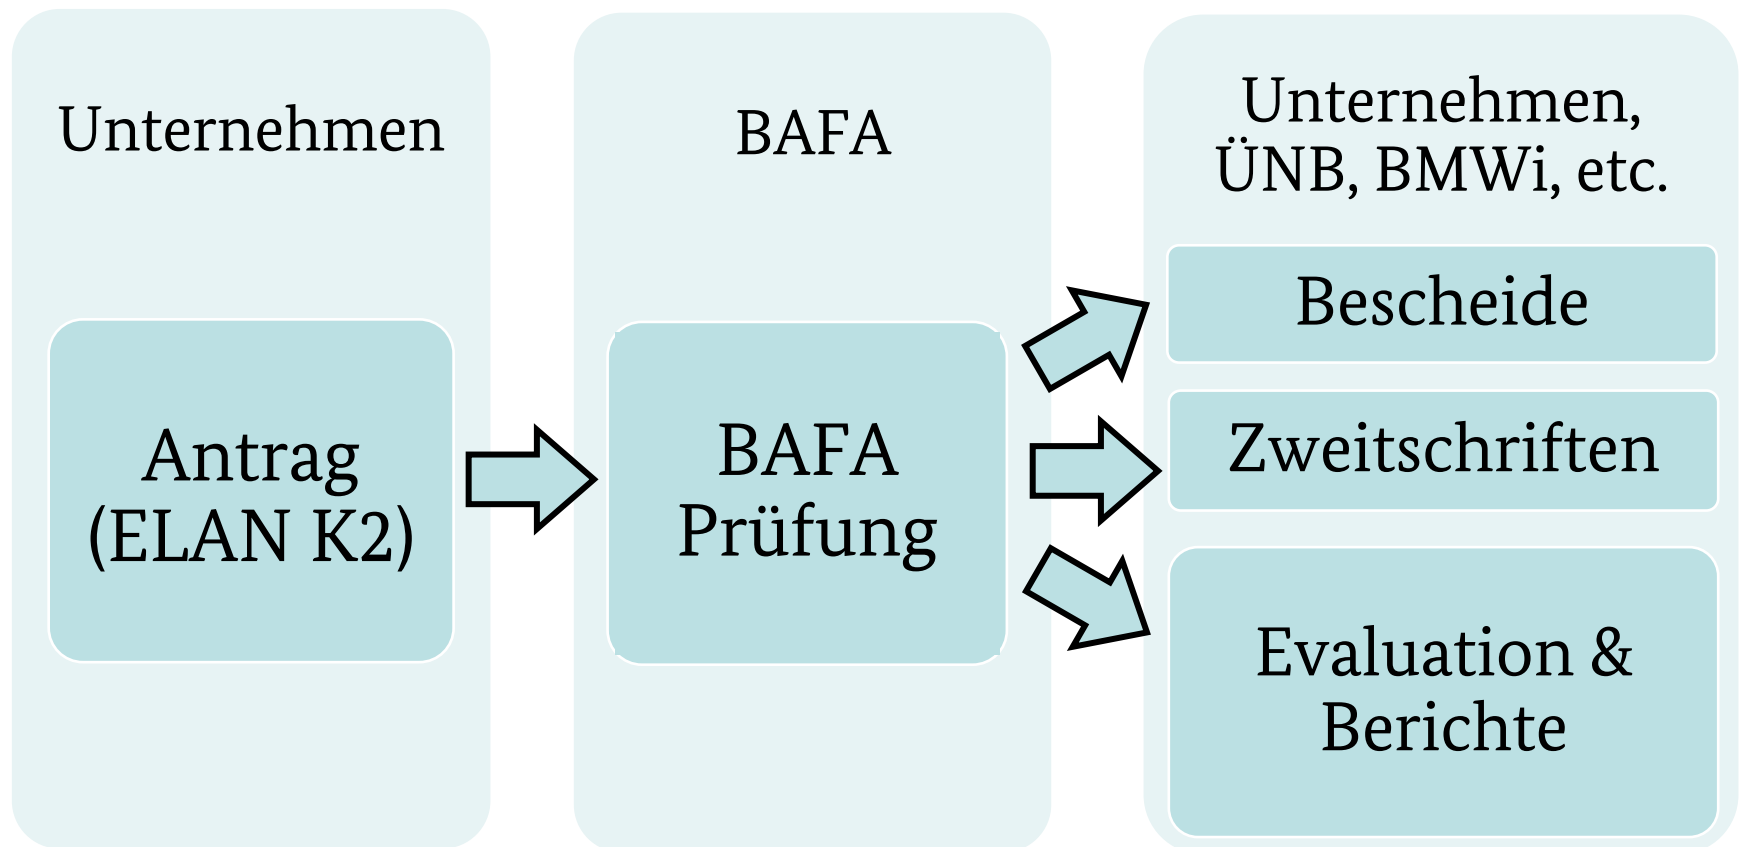 Unternehmen
Antrag
(ELAN K2)
BAFA
BAFA
Prüfung
Unternehmen,
ÜNB, BMWi, etc.
Bescheide
Zweitschriften
Evaluation &
Berichte